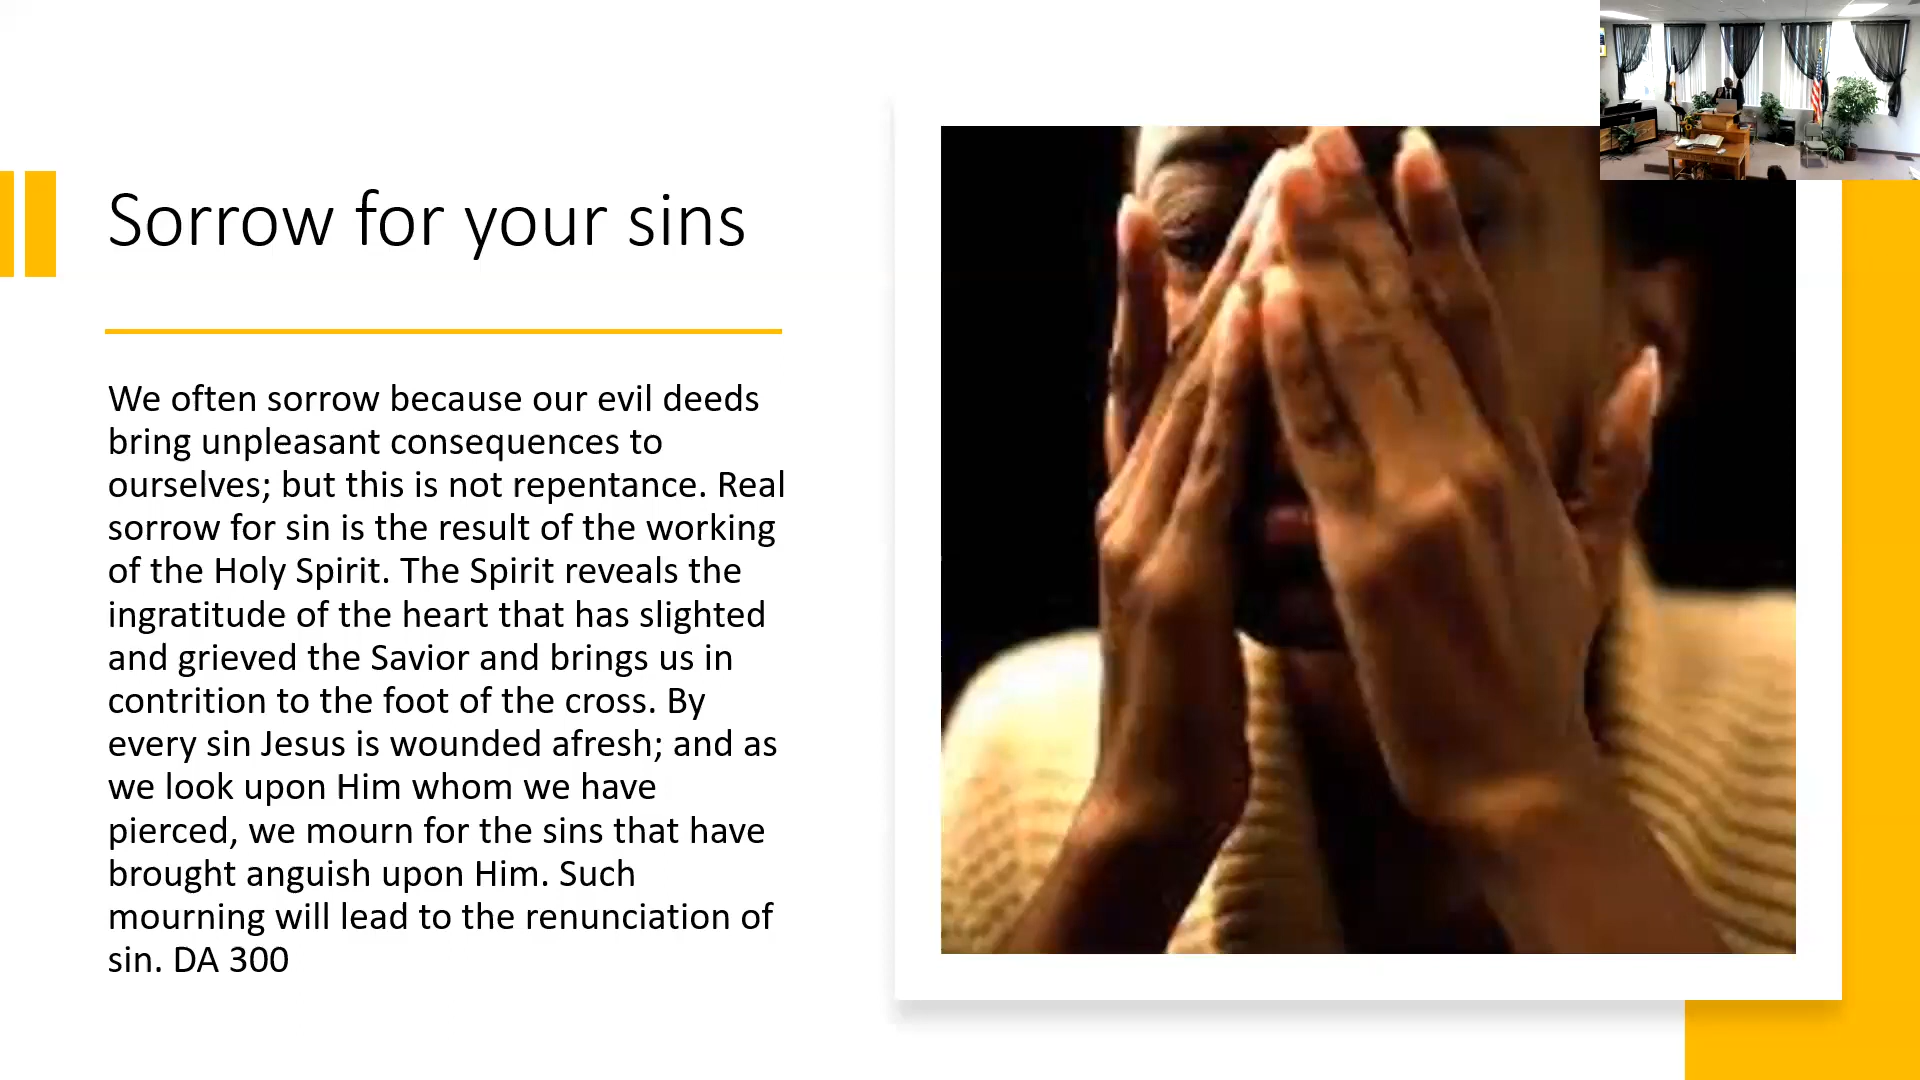 Sorrow for your sins
We often sorrow because our evil deeds
bring unpleasant consequences to
ourselves; but this is not repentance. Real
sorrow for sin is the result of the working
of the Holy Spirit. The Spirit reveals the
ingratitude of the heart that has slighted
and grieved the Savior and brings us in
contrition to the foot of the cross. By
every sin Jesus is wounded afresh; and as
we look upon Him whom we have
pierced, we mourn for the sins that have
brought anguish upon Him. Such
mourning will lead to the renunciation of
sin. DA 300